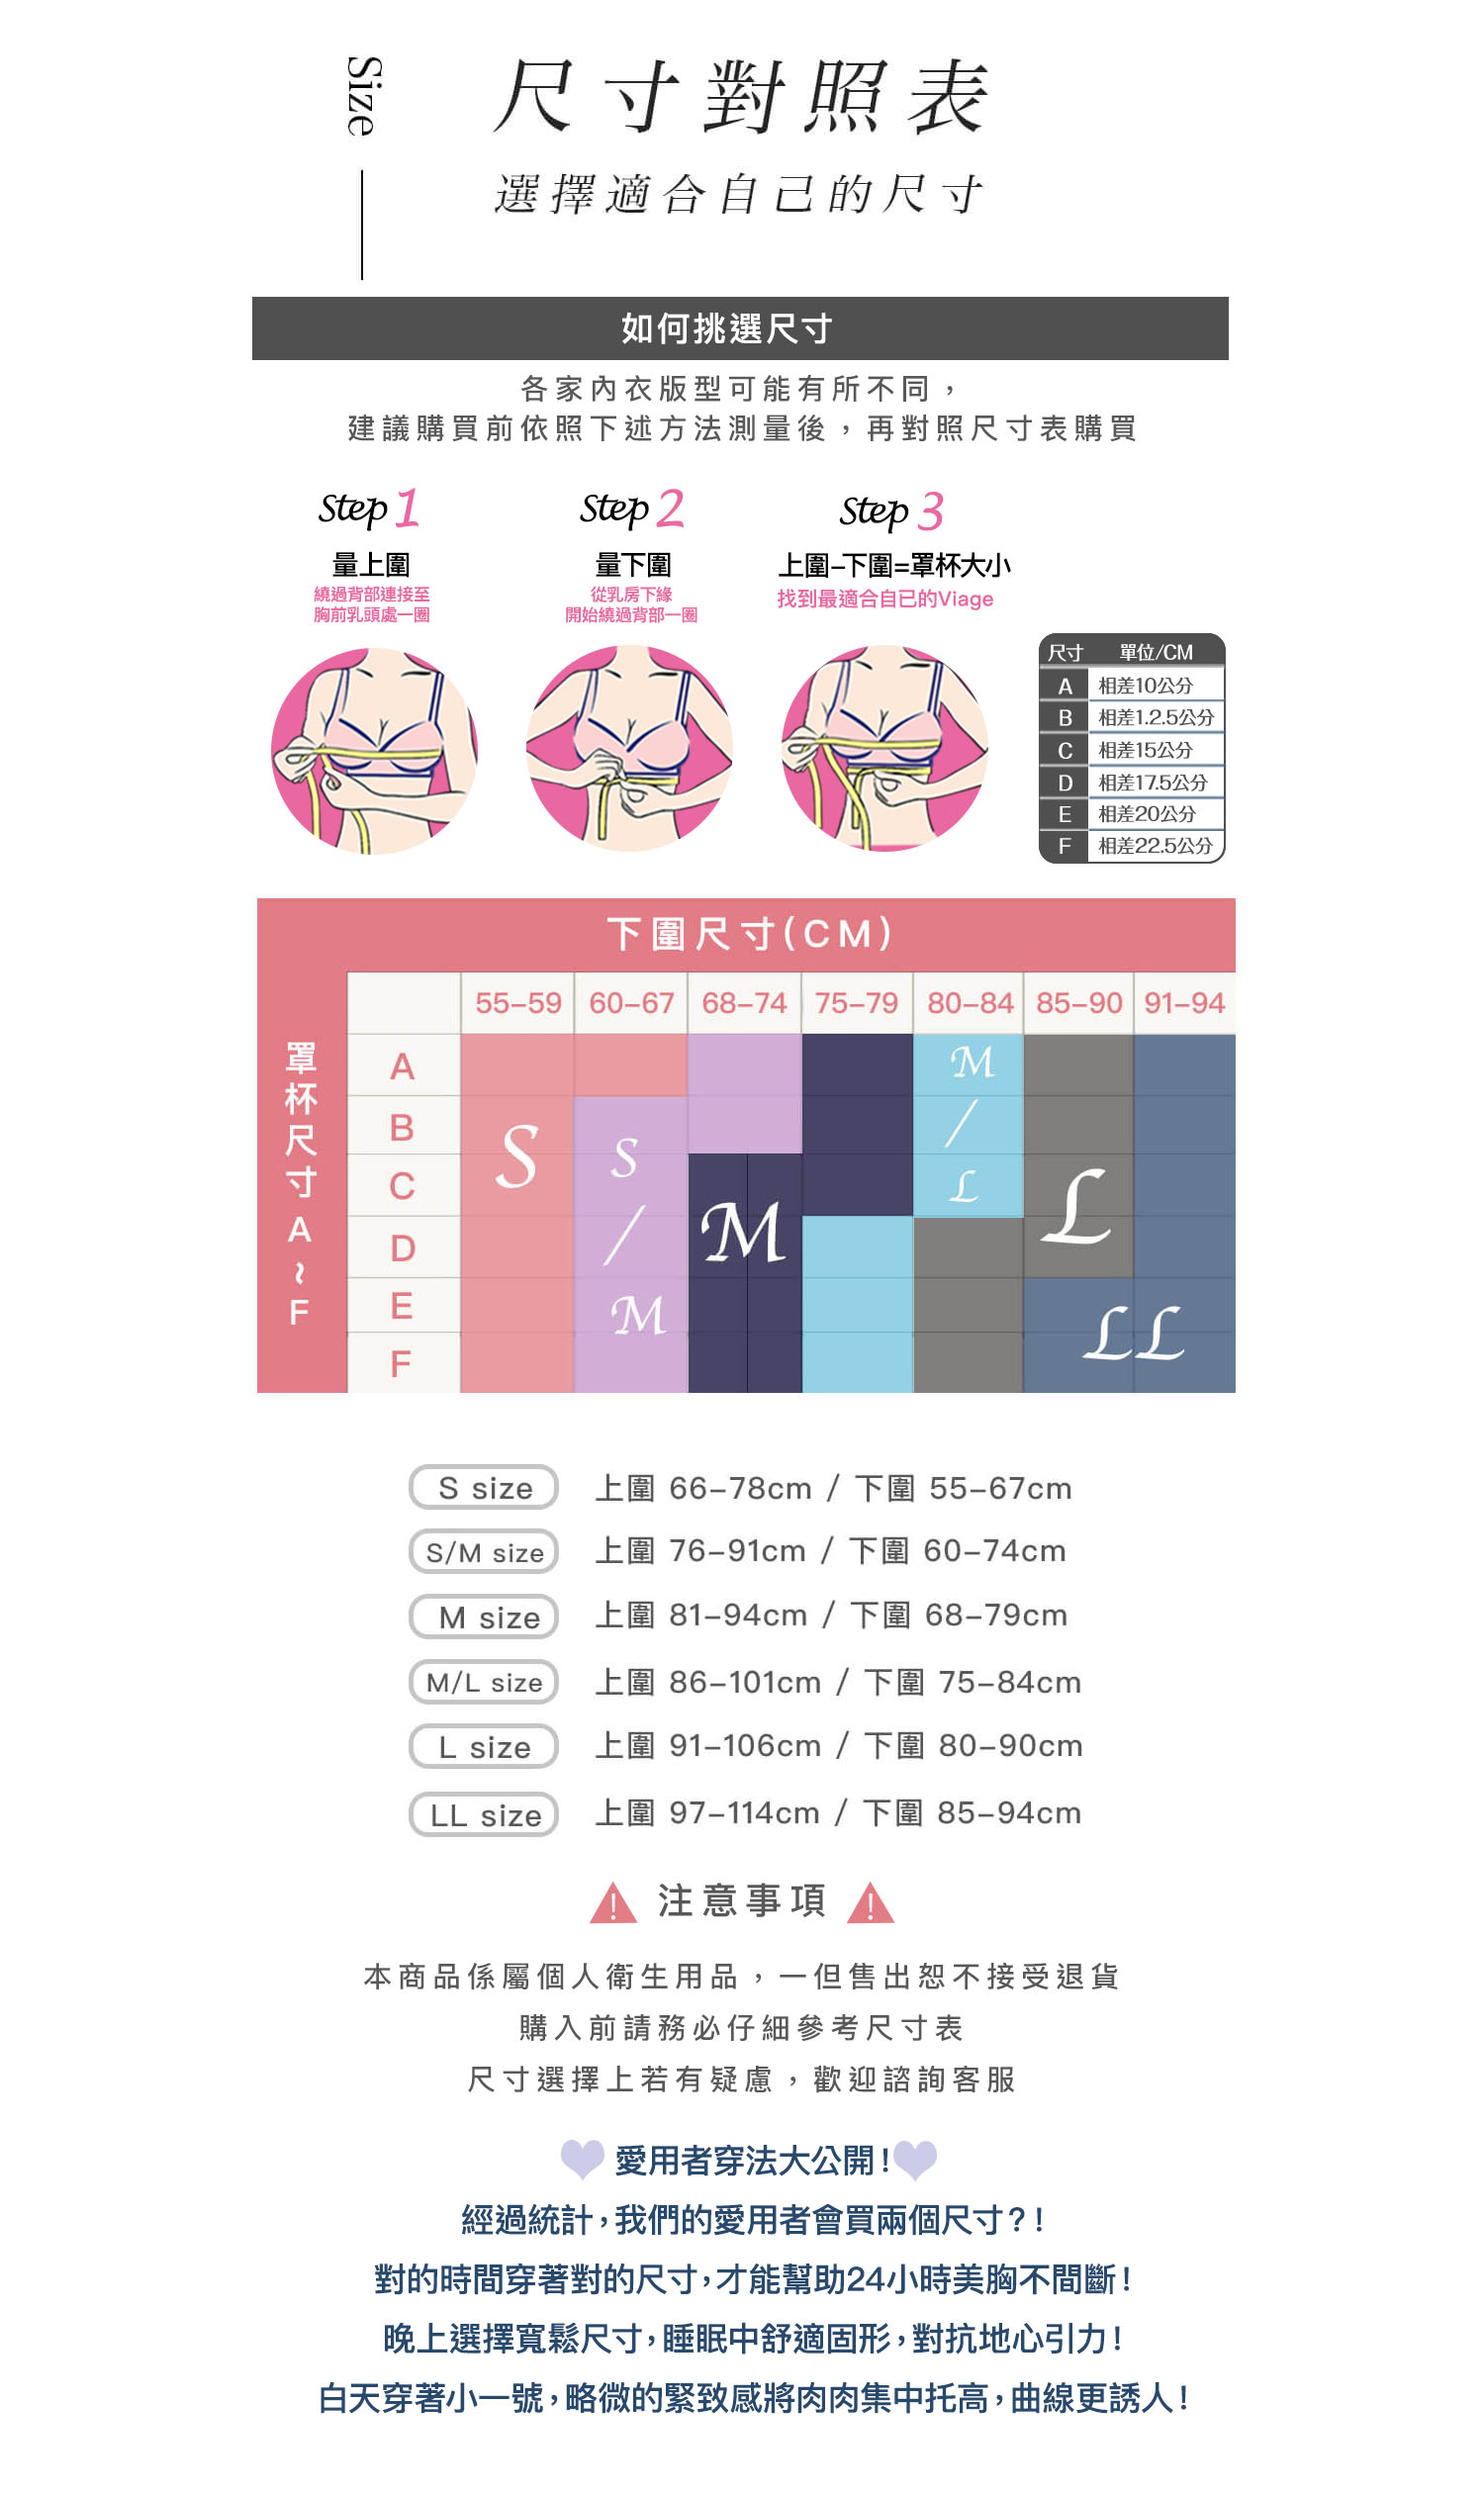 Size
尺寸對照表
選擇適合自己的尺寸
如何挑選尺寸
各家內衣版型可能有所不同，
建議購買前依照下述方法測量後，再對照尺寸表購買
Step 1
量上圍
繞過背部連接至
胸前乳頭處一圈
Step 2
量下圍
從乳房下緣
開始繞過背部一圈
Step 3
上圍–下圍=罩杯大小
找到最適合自已的Viage
尺寸 單位/CM
A 相差10公分
B 相差1.2.5公分
C 相差15公分
D 相差17.5公分
E 相差20公分
F 相差22.5公分
下圍尺寸(CM)
55–59 60–67 68–74 75–79 80–84 85–90 91–94
罩杯尺寸A~F
A
B
C
D
E
F
S
S/M
M
M/L
L
LL
S size 上圍 66–78cm / 下圍 55–67cm
S/M size 上圍 76–91cm / 下圍 60–74cm
M size 上圍 81–94cm / 下圍 68–79cm
M/L size 上圍 86–101cm / 下圍 75–84cm
L size 上圍 91–106cm / 下圍 80–90cm
LL size 上圍 97–114cm / 下圍 85–94cm
! 注意事項 !
本商品係屬個人衛生用品，一但售出恕不接受退貨
購入前請務必仔細參考尺寸表
尺寸選擇上若有疑慮，歡迎諮詢客服
愛用者穿法大公開！
經過統計，我們的愛用者會買兩個尺寸？！
對的時間穿著對的尺寸，才能幫助24小時美胸不間斷！
晚上選擇寬鬆尺寸，睡眠中舒適固形，對抗地心引力！
白天穿著小一號，略微的緊致感將肉肉集中托高，曲線更誘人！